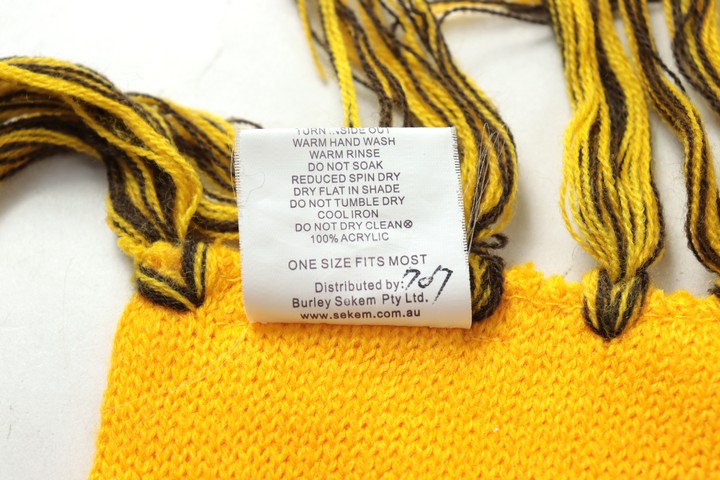 TURN INSIDE OUT
WARM HAND WASH
WARM RINSE
DO NOT SOAK
REDUCED SPIN DRY
DRY FLAT IN SHADE
DO NOT TUMBLE DRY
COOL IRON
DO NOT DRY CLEAN⊗
100% ACRYLIC
ONE SIZE FITS MOST
Distributed by: 707
Burley Sekem Pty Ltd.
www.sekem.com.au